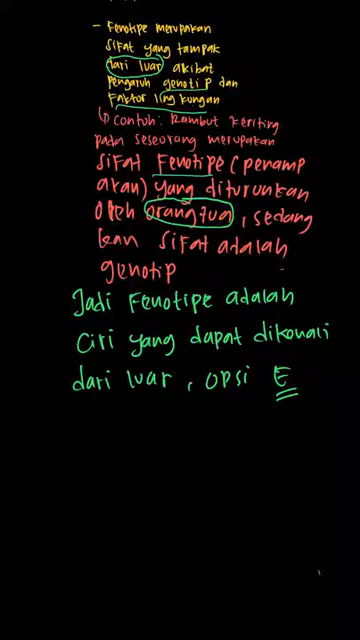 - Fenotipe merupakan
sifat yang tampak
dari luar akibat
pengaruh genotip dan
Faktor lingkungan
↳ Contoh: Rambut keriting
pada seseorang merupakan
sifat Fenotipe (penamp
akan) yang diturunkan
oleh orangtua, sedang
kan sifat adalah
genotip
Jadi Fenotipe adalah
Ciri yang dapat dikenali
dari luar, opsi E